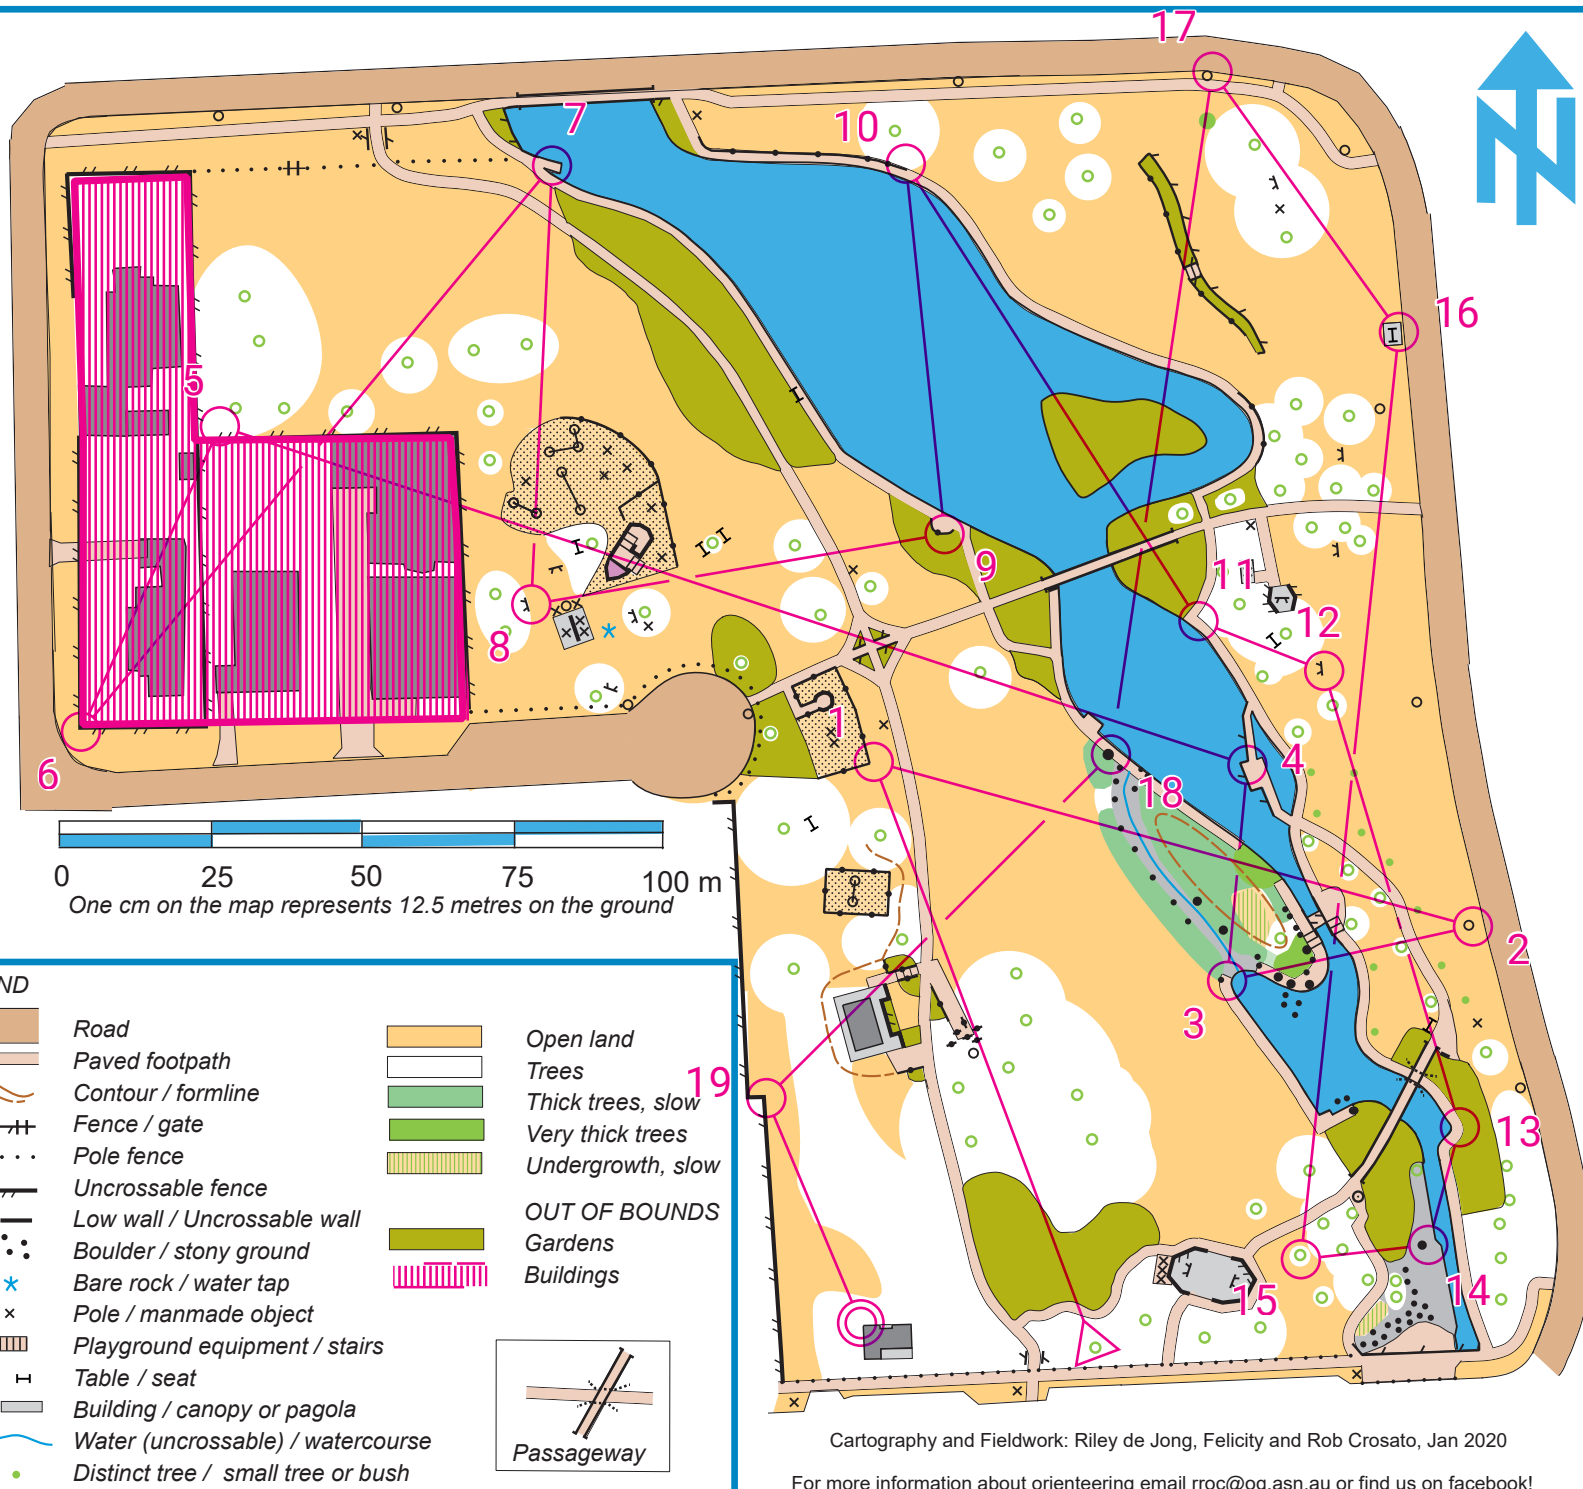 17
7
10
N
16
5
9
11
12
8
1
4
6
18
0 25 50 75 100 m
One cm on the map represents 12.5 metres on the ground
2
3
19
13
15
14
ND
Road
Paved footpath
Contour / formline
Fence / gate
Pole fence
Uncrossable fence
Low wall / Uncrossable wall
Boulder / stony ground
Bare rock / water tap
Pole / manmade object
Playground equipment / stairs
Table / seat
Building / canopy or pagola
Water (uncrossable) / watercourse
Distinct tree / small tree or bush
Open land
Trees
Thick trees, slow
Very thick trees
Undergrowth, slow
OUT OF BOUNDS
Gardens
Buildings
Passageway
Cartography and Fieldwork: Riley de Jong, Felicity and Rob Crosato, Jan 2020
For more information about orienteering email rroc@og.asn.au or find us on facebook!